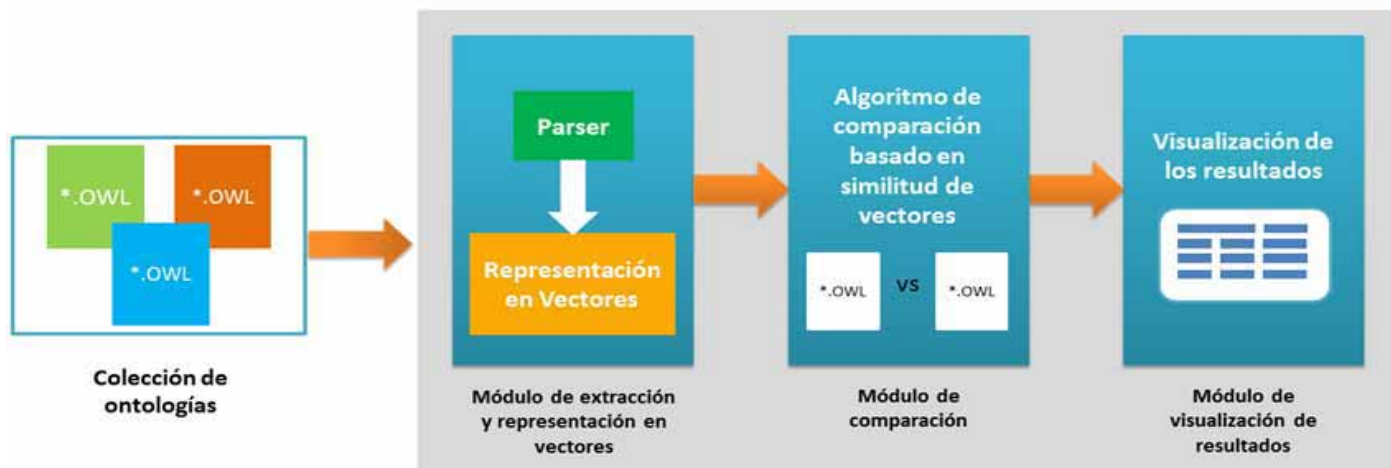 *.OWL
*.OWL
*.OWL
Colección de
ontologías
Parser
Representación
en Vectores
Módulo de extracción
y representación en
vectores
Algoritmo de
comparación
basado en
similitud de
vectores
*.OWL
vs
*.OWL
Módulo de
comparación
Visualización de
los resultados
Módulo de
visualización de
resultados